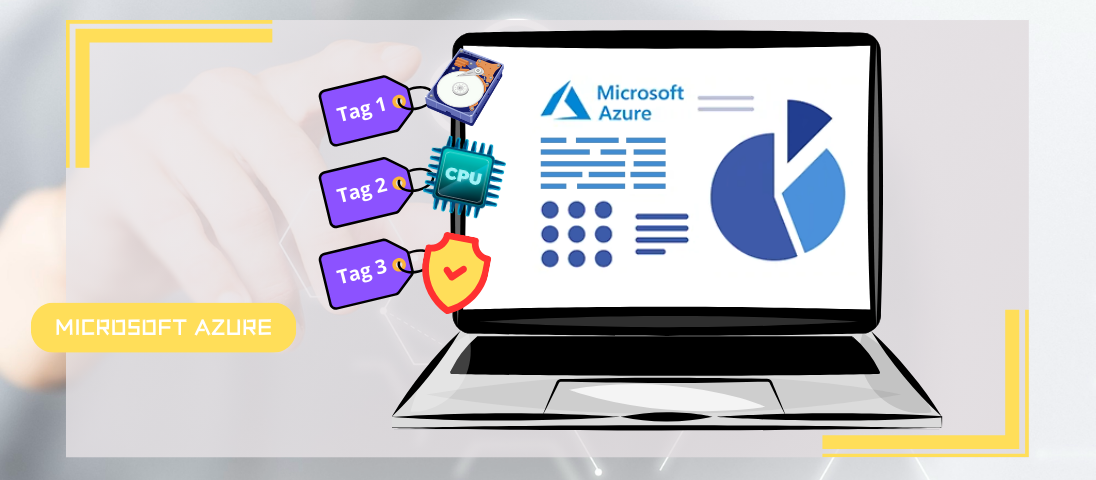 Tag 1
Tag 2
CPU
Tag 3
Microsoft
Azure
MICROSOFT AZURE